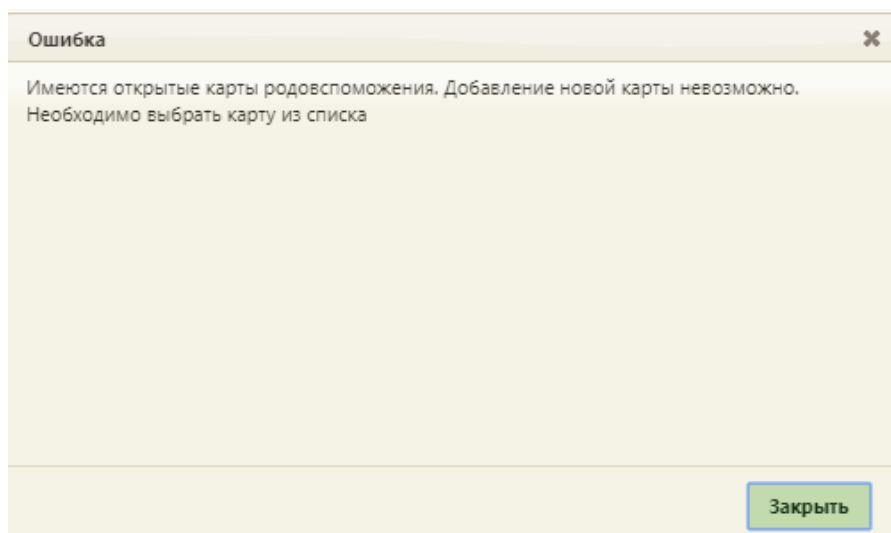 Ошибка
Имеются открытые карты родовспоможения. Добавление новой карты невозможно.
Необходимо выбрать карту из списка
Закрыть